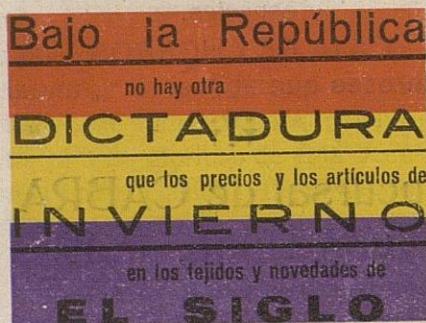 Bajo la República
no hay otra
DICTADURA
que los precios y los artículos de
INVIERNO
en los tejidos y novedades de
EL SIGLO